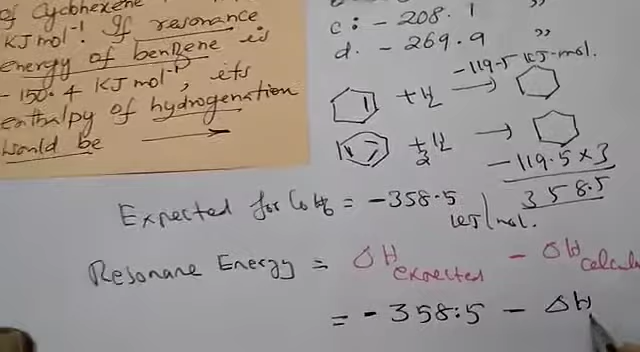 of Cyclohexene
KJ mol⁻¹. If resonance
energy of benzene is
- 150.4 KJ mol⁻¹, its
enthalpy of hydrogenation
would be
c: - 208.1 "
d. - 269.9 "
-119.5 KJ-mol.
+H₂
+3H₂
-119.5 × 3
358.5
Expected for C₆H₆ = -358.5
KJ/mol.
Resonane Energy = ΔH expected - ΔH calcula
= - 358.5 - ΔH